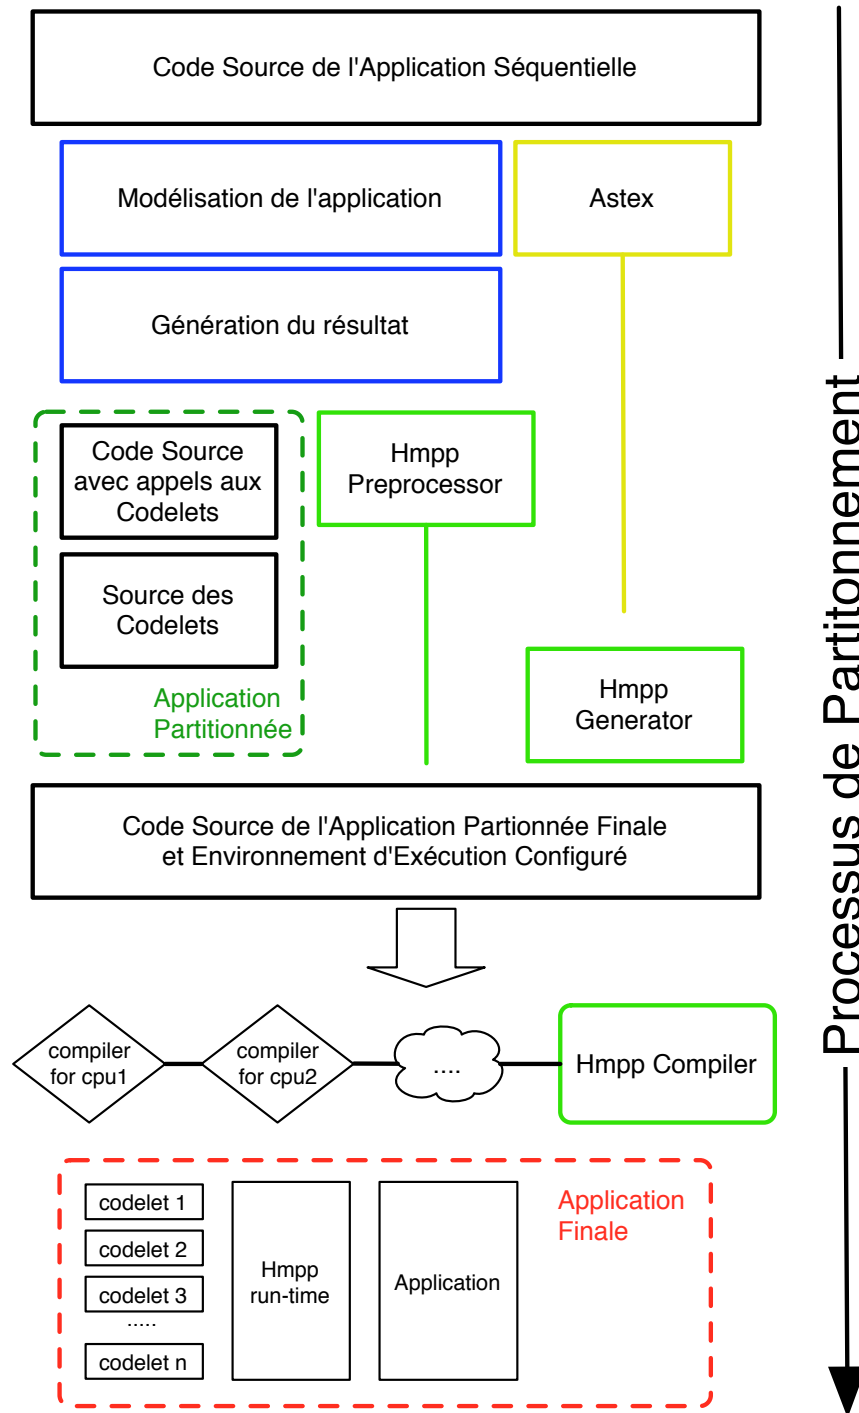 Code Source de l'Application Séquentielle
Modélisation de l'application
Astex
Génération du résultat
Code Source
avec appels aux
Codelets
Hmpp
Preprocessor
Source des
Codelets
Application
Partitionnée
Hmpp
Generator
Code Source de l'Application Partionnée Finale
et Environnement d'Exécution Configuré
compiler
for cpu1
compiler
for cpu2
....
Hmpp Compiler
codelet 1
codelet 2
codelet 3
.....
codelet n
Hmpp
run-time
Application
Application
Finale
Processus de Partitonnement